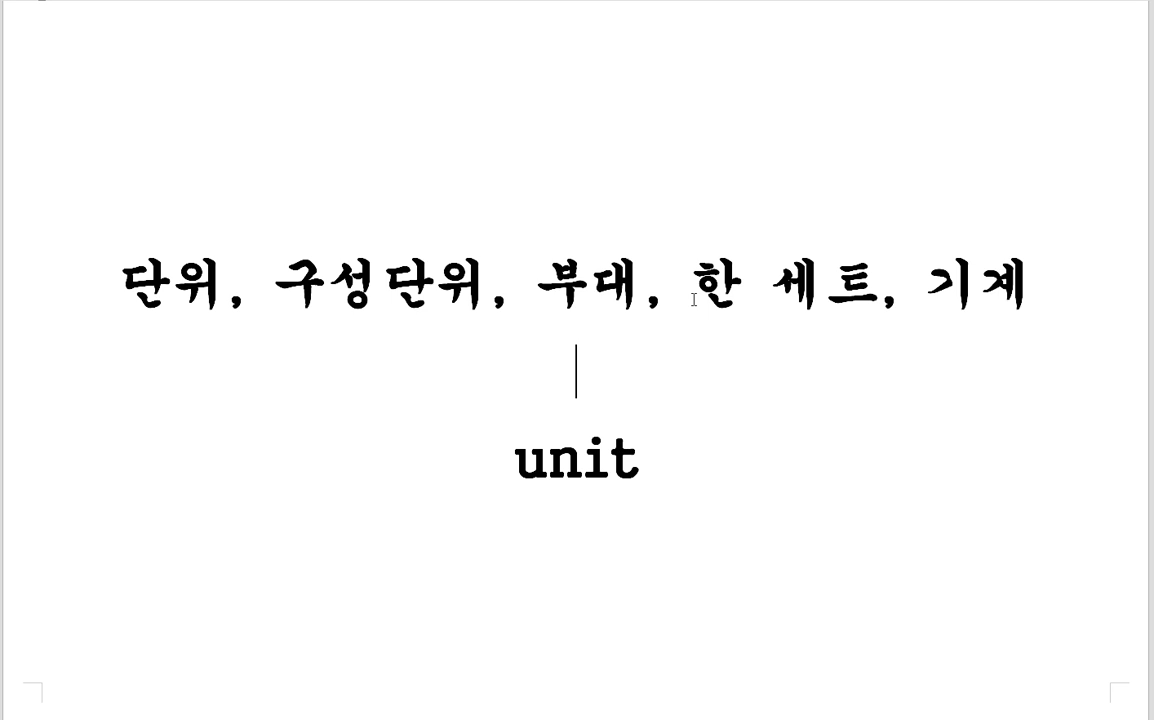 단위, 구성단위, 부대, 한 세트, 기계
unit